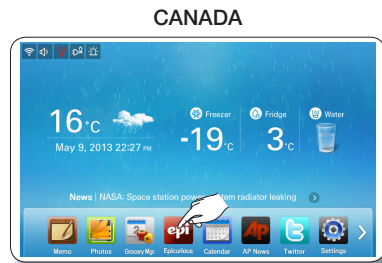 CANADA
16°C
May 9, 2013 22:27 PM
Freezer
-19°C
Fridge
3°C
Water
News | NASA: Space station power system radiator leaking
epi
Ap
Memo
Photos
Grocery Mgr.
Epicurious
Calendar
AP News
Twitter
Settings